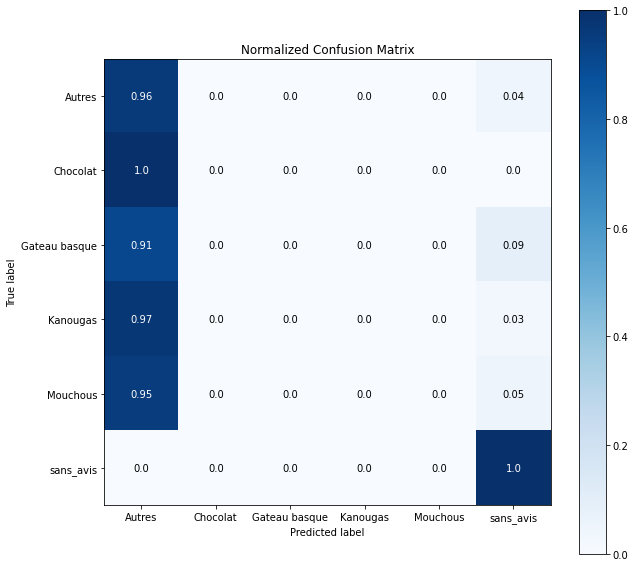 Normalized Confusion Matrix
True label
Autres 0.96 0.0 0.0 0.0 0.0 0.04
Chocolat 1.0 0.0 0.0 0.0 0.0 0.0
Gateau basque 0.91 0.0 0.0 0.0 0.0 0.09
Kanougas 0.97 0.0 0.0 0.0 0.0 0.03
Mouchous 0.95 0.0 0.0 0.0 0.0 0.05
sans_avis 0.0 0.0 0.0 0.0 0.0 1.0
Autres Chocolat Gateau basque Kanougas Mouchous sans_avis
Predicted label
1.0
0.8
0.6
0.4
0.2
0.0